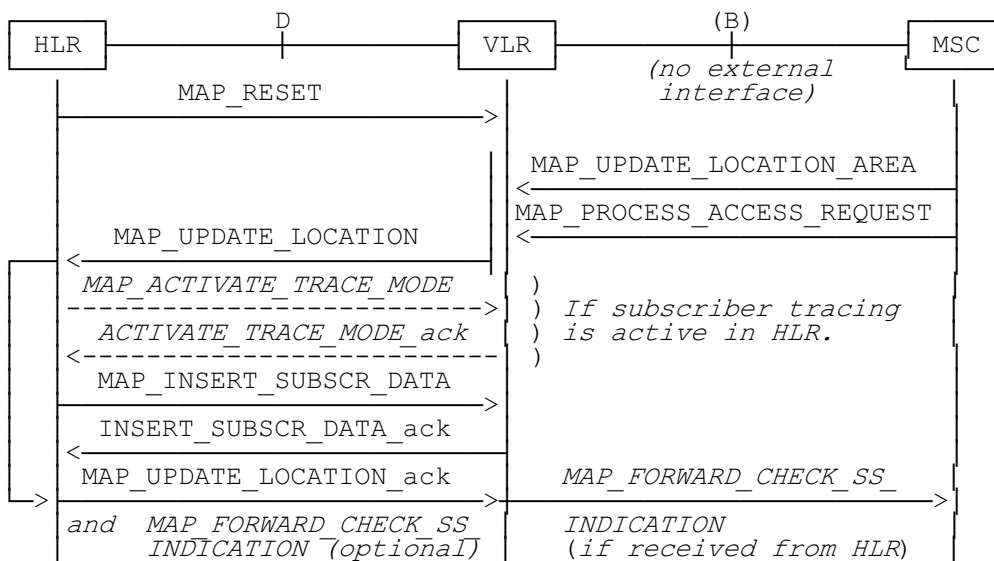 D (B)
HLR VLR MSC
(no external
interface)
MAP_RESET
MAP_UPDATE_LOCATION_AREA
MAP_PROCESS_ACCESS_REQUEST
MAP_UPDATE_LOCATION
MAP_ACTIVATE_TRACE_MODE )
) If subscriber tracing
ACTIVATE_TRACE_MODE_ack ) is active in HLR.
)
MAP_INSERT_SUBSCR_DATA
INSERT_SUBSCR_DATA_ack
MAP_UPDATE_LOCATION_ack MAP_FORWARD_CHECK_SS_
and MAP_FORWARD_CHECK_SS_ INDICATION
INDICATION (optional) (if received from HLR)